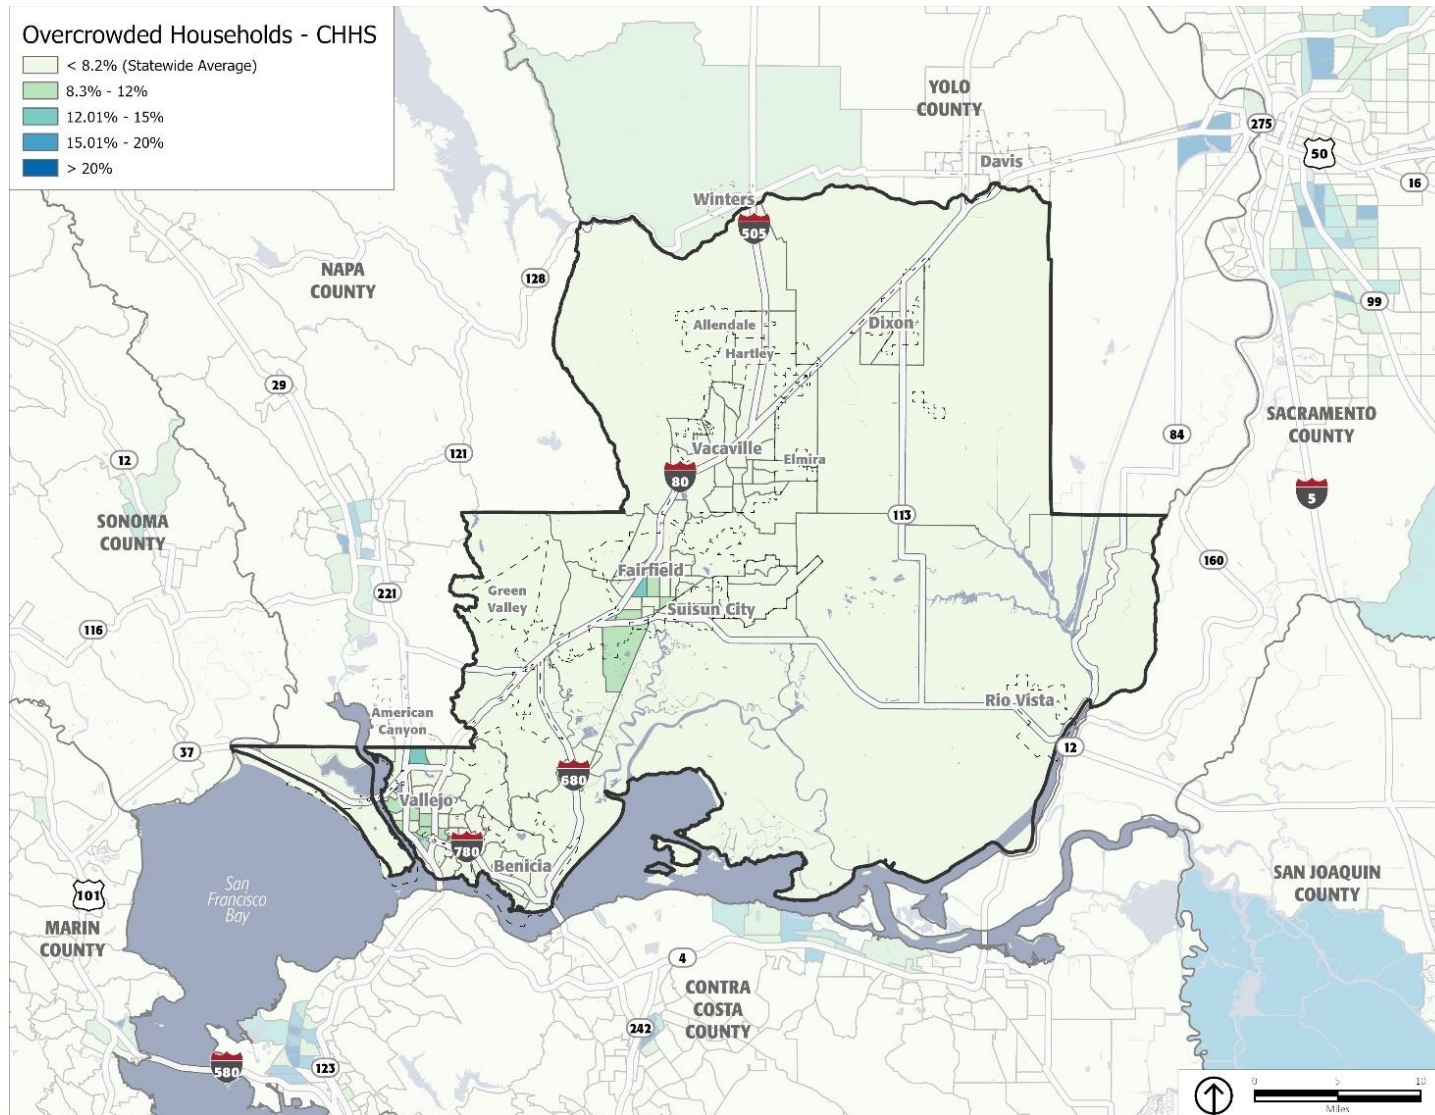 Overcrowded Households - CHHS
< 8.2% (Statewide Average)
8.3% - 12%
12.01% - 15%
15.01% - 20%
> 20%
YOLO
COUNTY
275
50
Davis
16
Winters
505
NAPA
COUNTY
128
99
Allendale
Dixon
Hartley
29
SACRAMENTO
COUNTY
84
121
Vacaville
12
Elmira
80
5
SONOMA
COUNTY
113
160
Fairfield
Green
Valley
221
Suisun City
116
Rio Vista
American
Canyon
37
12
680
Vallejo
780
Benicia
San
Francisco
Bay
101
MARIN
COUNTY
SAN JOAQUIN
COUNTY
4
CONTRA
COSTA
COUNTY
242
580
123
0 5 10
Miles